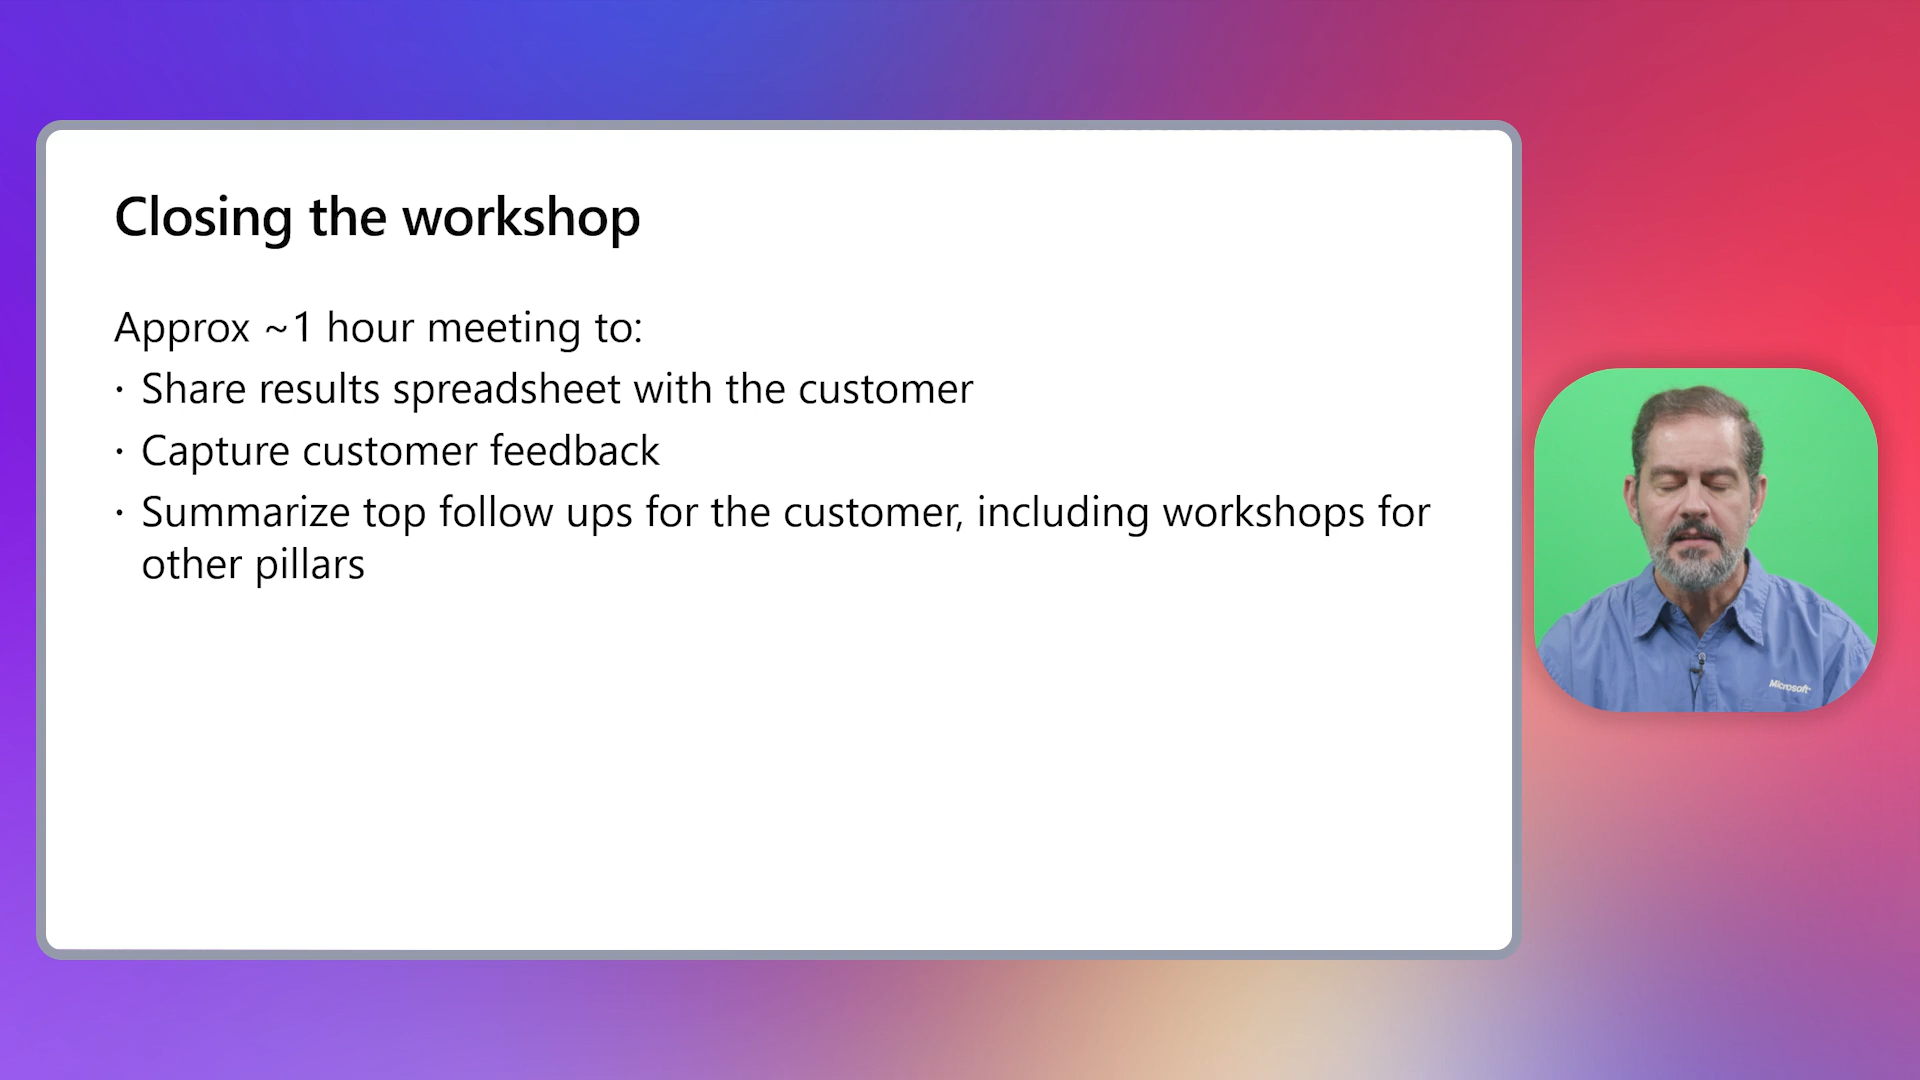 Closing the workshop
Approx ~1 hour meeting to:
· Share results spreadsheet with the customer
· Capture customer feedback
· Summarize top follow ups for the customer, including workshops for
other pillars
Microsoft